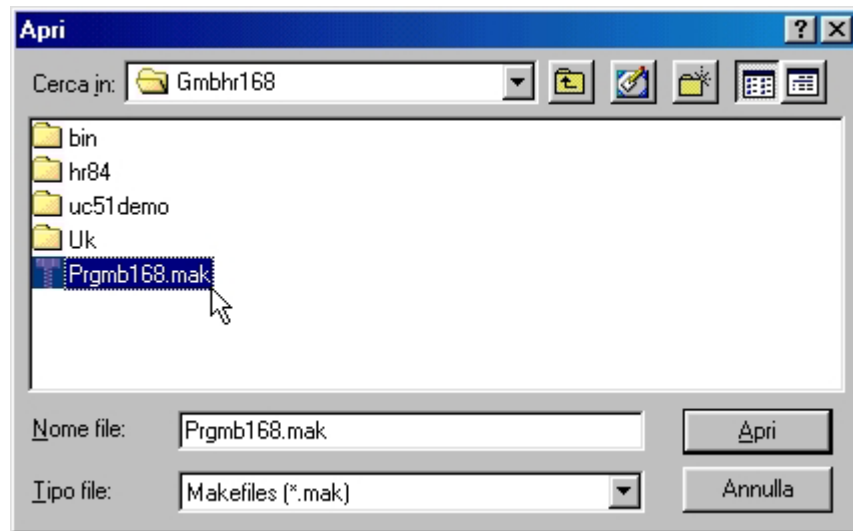 Apri
Cerca in: Gmbhr168
bin
hr84
uc51demo
Uk
Prgmb168.mak
Nome file: Prgmb168.mak Apri
Tipo file: Makefiles (*.mak) Annulla